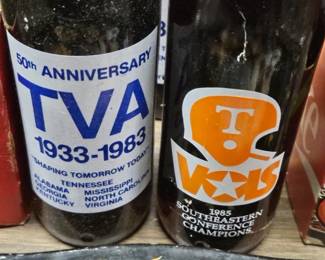 50th ANNIVERSARY
TVA
1933-1983
"SHAPING TOMORROW TODAY"
TENNESSEE
ALABAMA MISSISSIPPI
GEORGIA NORTH CAROLINA
KENTUCKY VIRGINIA
T
VOLS
1985
SOUTHEASTERN
CONFERENCE
CHAMPIONS